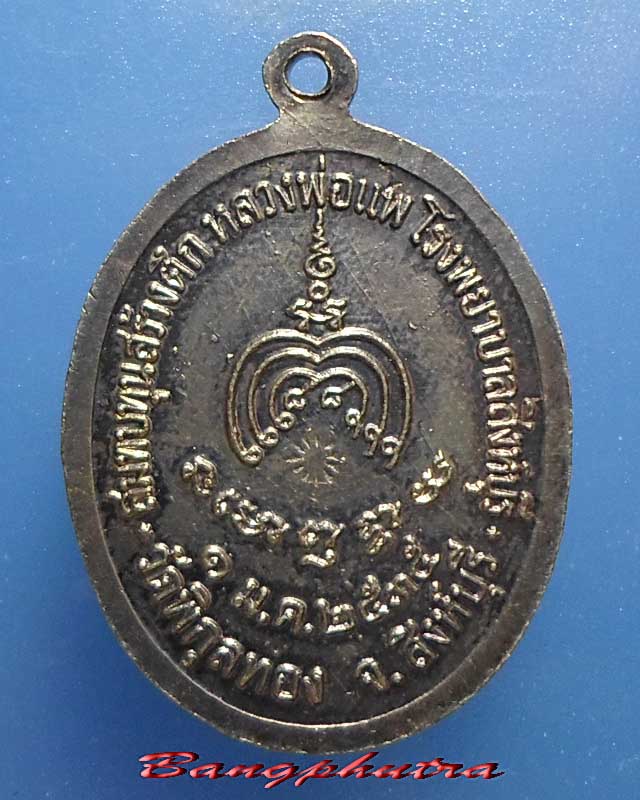 สมทบทุนสร้างตึก หลวงพ่อแพ โรงพยาบาลสิงห์บุรี
๑ ม.ค.๒๕๓๕
วัดพิกุลทอง จ.สิงห์บุรี
Bangphutra